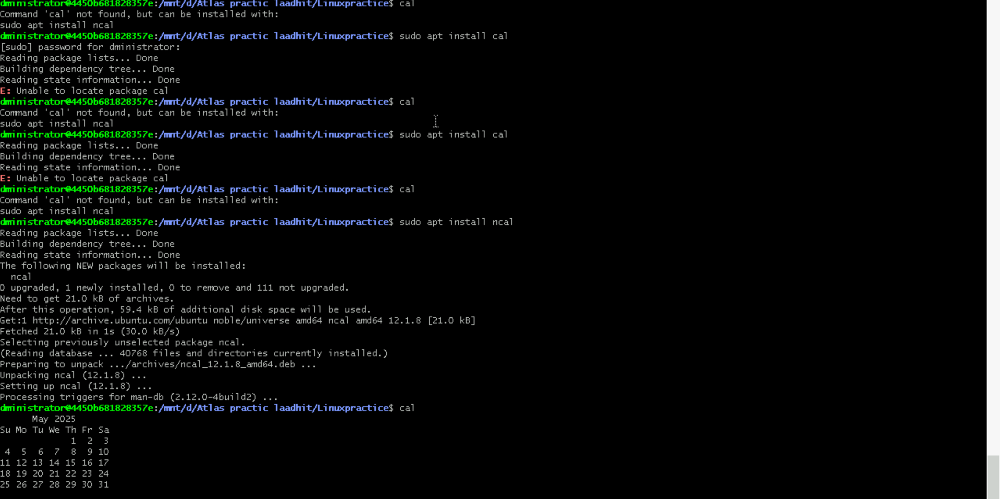 dministrator@4450b681828357e:/mnt/d/Atlas practic laadhit/Linuxpractice$ cal
Command 'cal' not found, but can be installed with:
sudo apt install ncal
dministrator@4450b681828357e:/mnt/d/Atlas practic laadhit/Linuxpractice$ sudo apt install cal
[sudo] password for dministrator:
Reading package lists... Done
Building dependency tree... Done
Reading state information... Done
E: Unable to locate package cal
dministrator@4450b681828357e:/mnt/d/Atlas practic laadhit/Linuxpractice$ cal
Command 'cal' not found, but can be installed with:
sudo apt install ncal
dministrator@4450b681828357e:/mnt/d/Atlas practic laadhit/Linuxpractice$ sudo apt install cal
Reading package lists... Done
Building dependency tree... Done
Reading state information... Done
E: Unable to locate package cal
dministrator@4450b681828357e:/mnt/d/Atlas practic laadhit/Linuxpractice$ cal
Command 'cal' not found, but can be installed with:
sudo apt install ncal
dministrator@4450b681828357e:/mnt/d/Atlas practic laadhit/Linuxpractice$ sudo apt install ncal
Reading package lists... Done
Building dependency tree... Done
Reading state information... Done
The following NEW packages will be installed:
  ncal
0 upgraded, 1 newly installed, 0 to remove and 111 not upgraded.
Need to get 21.0 kB of archives.
After this operation, 59.4 kB of additional disk space will be used.
Get:1 http://archive.ubuntu.com/ubuntu noble/universe amd64 ncal amd64 12.1.8 [21.0 kB]
Fetched 21.0 kB in 1s (30.0 kB/s)
Selecting previously unselected package ncal.
(Reading database ... 40768 files and directories currently installed.)
Preparing to unpack .../archives/ncal_12.1.8_amd64.deb ...
Unpacking ncal (12.1.8) ...
Setting up ncal (12.1.8) ...
Processing triggers for man-db (2.12.0-4build2) ...
dministrator@4450b681828357e:/mnt/d/Atlas practic laadhit/Linuxpractice$ cal
      May 2025
Su Mo Tu We Th Fr Sa
             1  2  3
 4  5  6  7  8  9 10
11 12 13 14 15 16 17
18 19 20 21 22 23 24
25 26 27 28 29 30 31